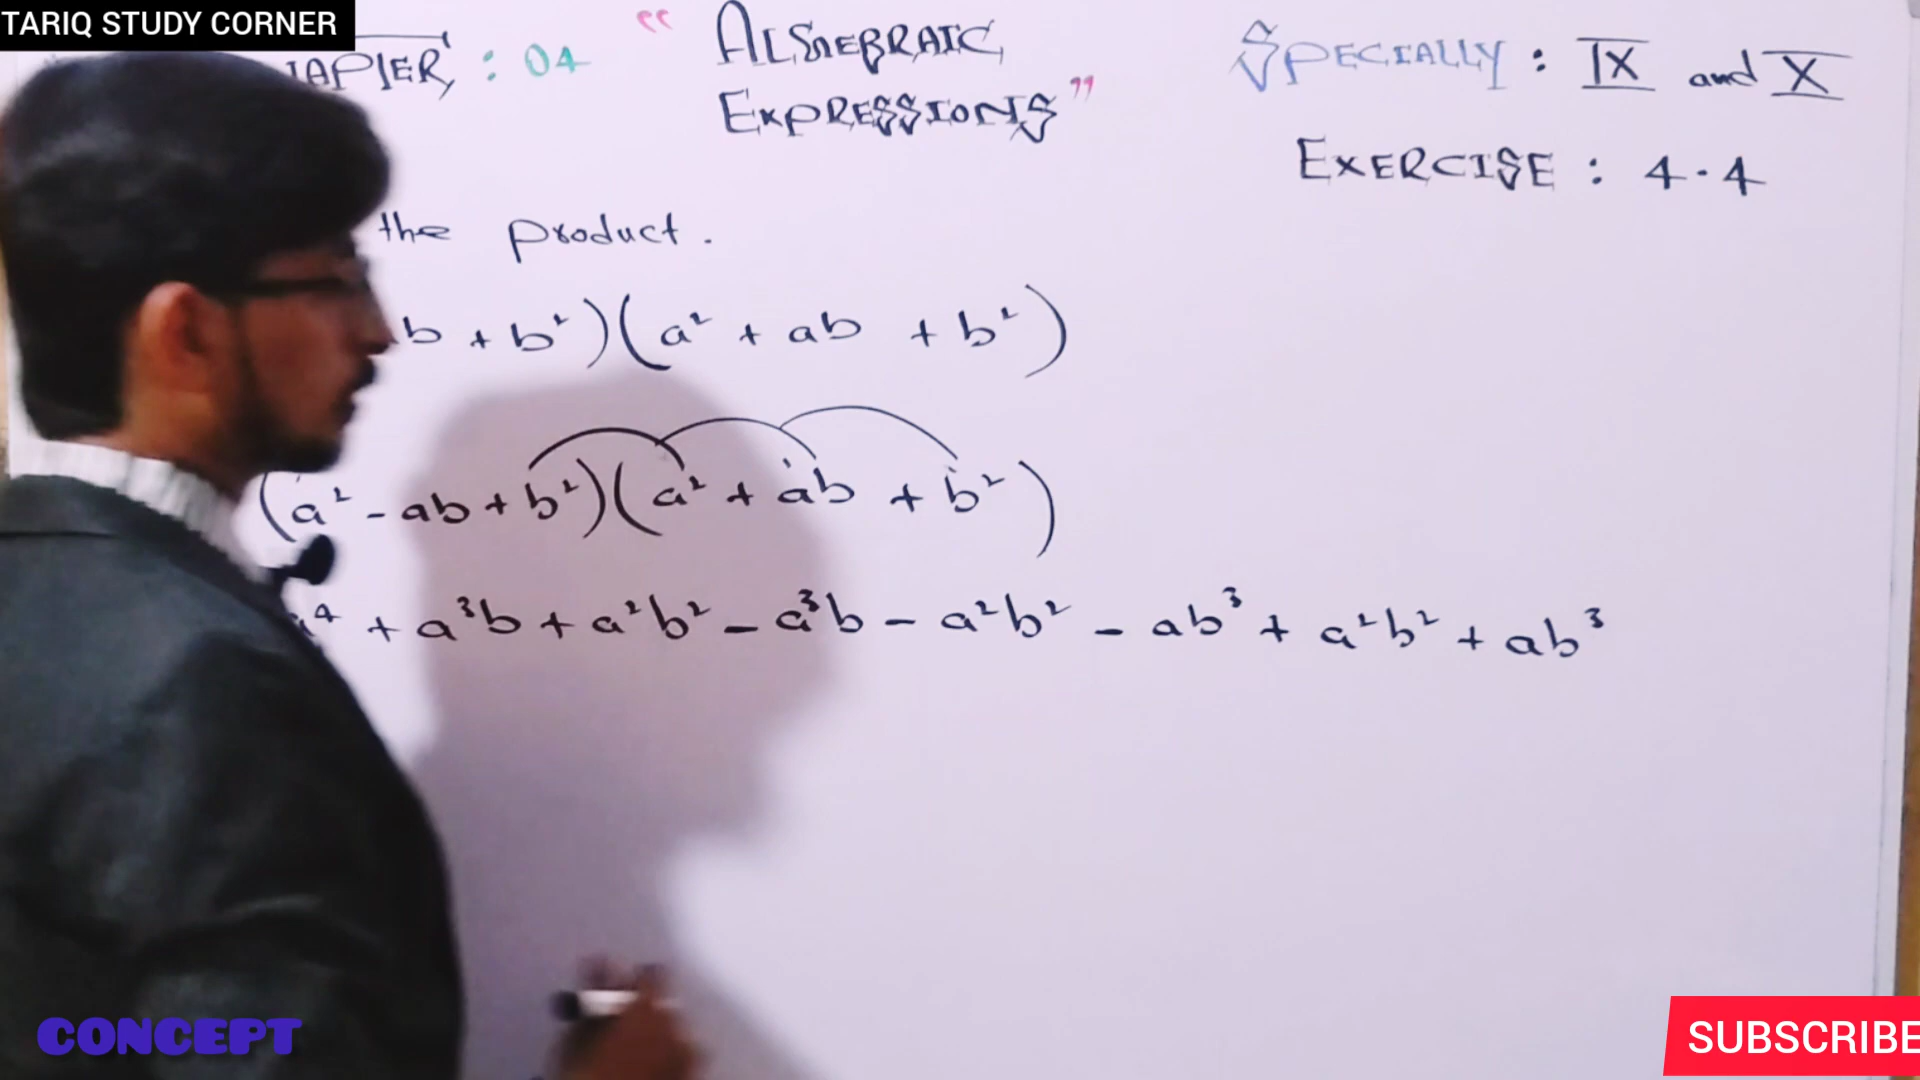 TARIQ STUDY CORNER
: 04 “ ALGEBRAIC EXPRESSIONS ”
SPECIALLY : IX and X
EXERCISE : 4.4
the product .
b + b² ) ( a² + ab + b² )
( a² - ab + b² ) ( a² + ab + b² )
a⁴ + a³b + a²b² - a³b - a²b² - ab³ + a²b² + ab³
CONCEPT
SUBSCRIBE